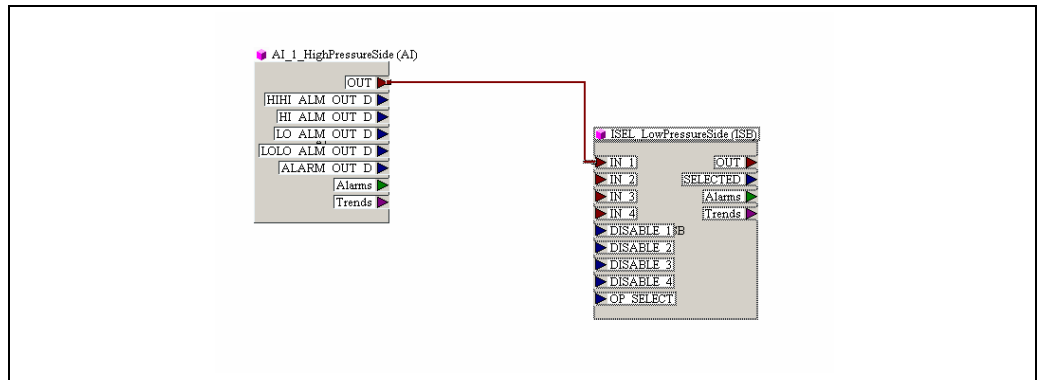 AI_1_HighPressureSide (AI)
OUT
HIHI_ALM_OUT_D
HI_ALM_OUT_D
LO_ALM_OUT_D
LOLO_ALM_OUT_D
ALARM_OUT_D
Alarms
Trends
ISEL_LowPressureSide (ISB)
IN_1 OUT
IN_2 SELECTED
IN_3 Alarms
IN_4 Trends
DISABLE_1
DISABLE_2
DISABLE_3
DISABLE_4
OP_SELECT